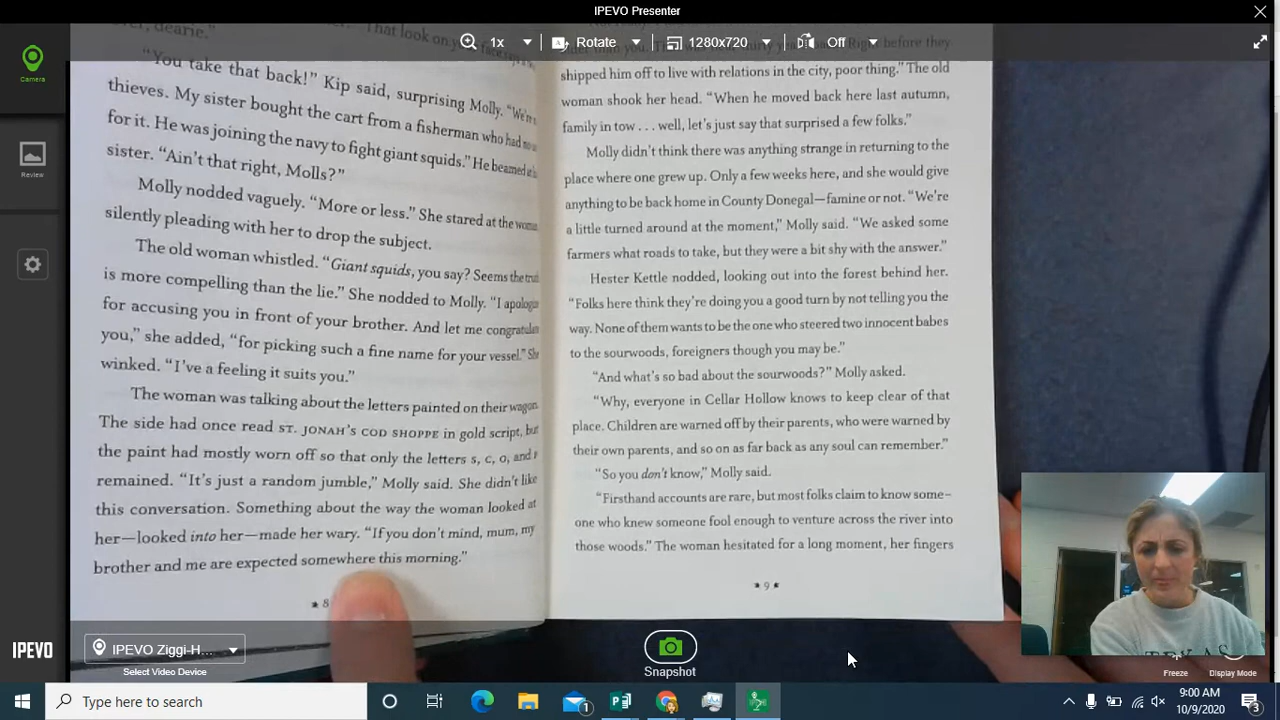 IPEVO Presenter
1x
Rotate
1280x720
Off
Camera
Review
dearie."
That look on your face
"You take that back!" Kip said, surprising Molly. "We're
thieves. My sister bought the cart from a fisherman who had no
for it. He was joining the navy to fight giant squids." He beamed at
sister. "Ain't that right, Molls?"
Molly nodded vaguely. "More or less." She stared at the woman
silently pleading with her to drop the subject.
The old woman whistled. "Giant squids, you say? Seems the truth
is more compelling than the lie." She nodded to Molly. "I apologize
for accusing you in front of your brother. And let me congratulate
you," she added, "for picking such a fine name for your vessel." She
winked. "I've a feeling it suits you."
The woman was talking about the letters painted on their wagon.
The side had once read ST. JONAH'S COD SHOPPE in gold script, but
the paint had mostly worn off so that only the letters S, C, O, and
remained. "It's just a random jumble," Molly said. She didn't like
this conversation. Something about the way the woman looked at
her—looked into her—made her wary. "If you don't mind, mum, my
brother and me are expected somewhere this morning."
8
Right before they
shipped him off to live with relations in the city, poor thing." The old
woman shook her head. "When he moved back here last autumn,
family in tow . . . well, let's just say that surprised a few folks."
Molly didn't think there was anything strange in returning to the
place where one grew up. Only a few weeks here, and she would give
anything to be back home in County Donegal—famine or not. "We're
a little turned around at the moment," Molly said. "We asked some
farmers what roads to take, but they were a bit shy with the answer."
Hester Kettle nodded, looking out into the forest behind her.
"Folks here think they're doing you a good turn by not telling you the
way. None of them wants to be the one who steered two innocent babes
to the sourwoods, foreigners though you may be."
"And what's so bad about the sourwoods?" Molly asked.
"Why, everyone in Cellar Hollow knows to keep clear of that
place. Children are warned off by their parents, who were warned by
their own parents, and so on as far back as any soul can remember."
"So you don't know," Molly said.
"Firsthand accounts are rare, but most folks claim to know some-
one who knew someone fool enough to venture across the river into
those woods." The woman hesitated for a long moment, her fingers
9
IPEVO
IPEVO Ziggi-H...
Select Video Device
Snapshot
TEXAS
Freeze
Display Mode
Type here to search
1
9:00 AM
10/9/2020
3